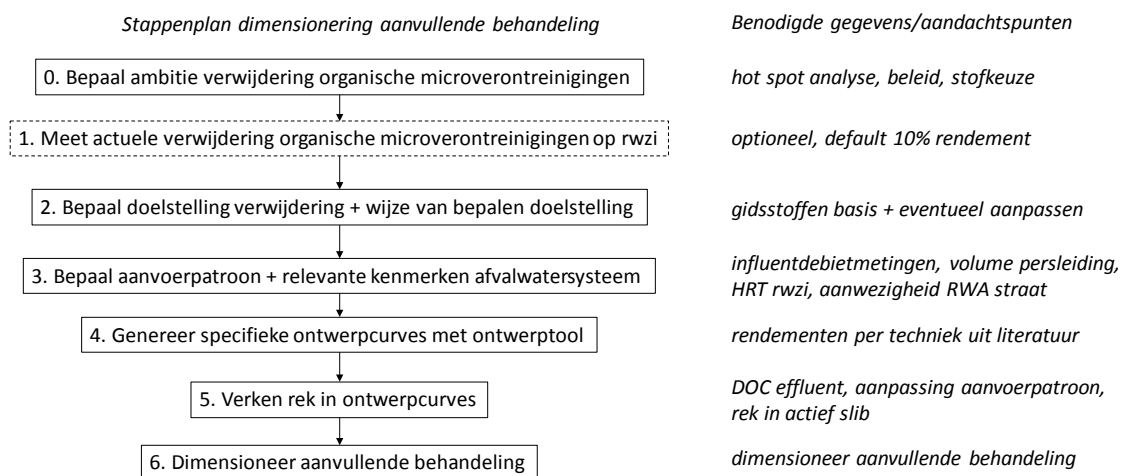 Stappenplan dimensionering aanvullende behandeling
Benodigde gegevens/aandachtspunten
0. Bepaal ambitie verwijdering organische microverontreinigingen
hot spot analyse, beleid, stofkeuze
1. Meet actuele verwijdering organische microverontreinigingen op rwzi
optioneel, default 10% rendement
2. Bepaal doelstelling verwijdering + wijze van bepalen doelstelling
gidsstoffen basis + eventueel aanpassen
3. Bepaal aanvoerpatroon + relevante kenmerken afvalwatersysteem
influentdebietmetingen, volume persleiding,
HRT rwzi, aanwezigheid RWA straat
4. Genereer specifieke ontwerpcurves met ontwerptool
rendementen per techniek uit literatuur
5. Verken rek in ontwerpcurves
DOC effluent, aanpassing aanvoerpatroon,
rek in actief slib
6. Dimensioneer aanvullende behandeling
dimensioneer aanvullende behandeling